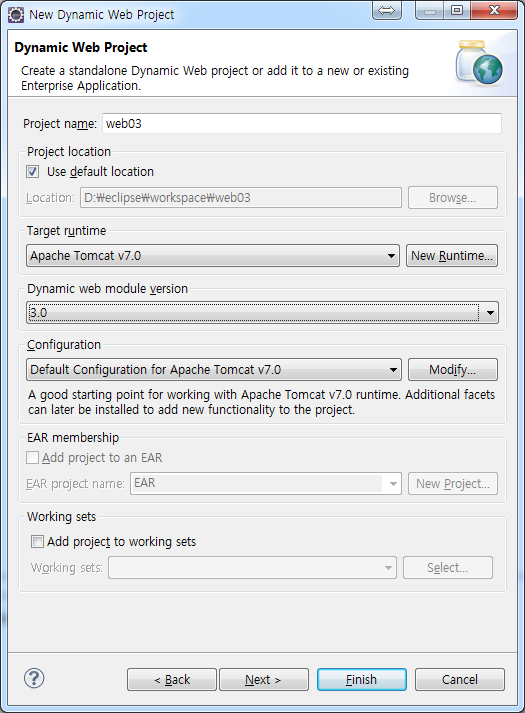 New Dynamic Web Project
Dynamic Web Project
Create a standalone Dynamic Web project or add it to a new or existing
Enterprise Application.
Project name: web03
Project location
Use default location
Location: D:₩eclipse₩workspace₩web03 Browse...
Target runtime
Apache Tomcat v7.0 New Runtime...
Dynamic web module version
3.0
Configuration
Default Configuration for Apache Tomcat v7.0 Modify...
A good starting point for working with Apache Tomcat v7.0 runtime. Additional facets
can later be installed to add new functionality to the project.
EAR membership
Add project to an EAR
EAR project name: EAR New Project...
Working sets
Add project to working sets
Working sets: Select...
? < Back Next > Finish Cancel